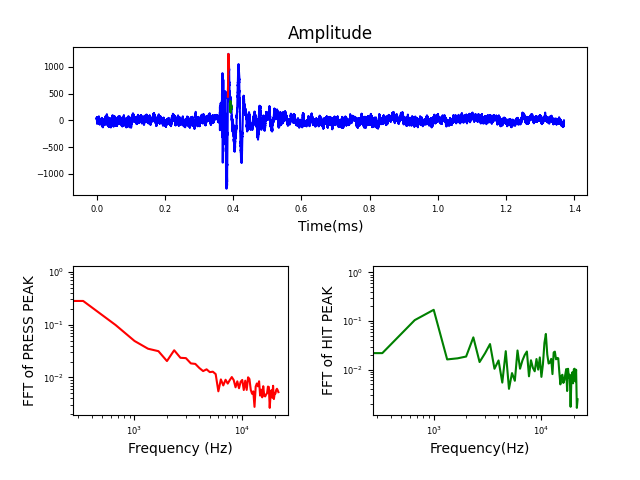 Amplitude
1000
500
0
−500
−1000
0.0 0.2 0.4 0.6 0.8 1.0 1.2 1.4
Time(ms)
FFT of PRESS PEAK
10⁰
10⁻¹
10⁻²
10³ 10⁴
Frequency (Hz)
FFT of HIT PEAK
10⁰
10⁻¹
10⁻²
10³ 10⁴
Frequency(Hz)